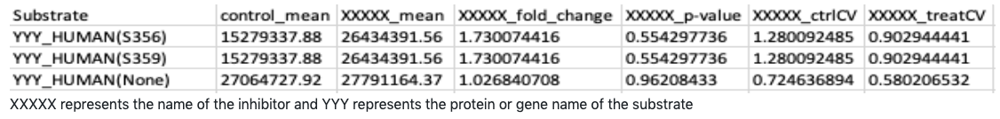 Substrate control_mean XXXXX_mean XXXXX_fold_change XXXXX_p-value XXXXX_ctrlCV XXXXX_treatCV
YYY_HUMAN(S356) 15279337.88 26434391.56 1.730074416 0.554297736 1.280092485 0.902944441
YYY_HUMAN(S359) 15279337.88 26434391.56 1.730074416 0.554297736 1.280092485 0.902944441
YYY_HUMAN(None) 27064727.92 27791164.37 1.026840708 0.96208433 0.724636894 0.580206532
XXXXX represents the name of the inhibitor and YYY represents the protein or gene name of the substrate